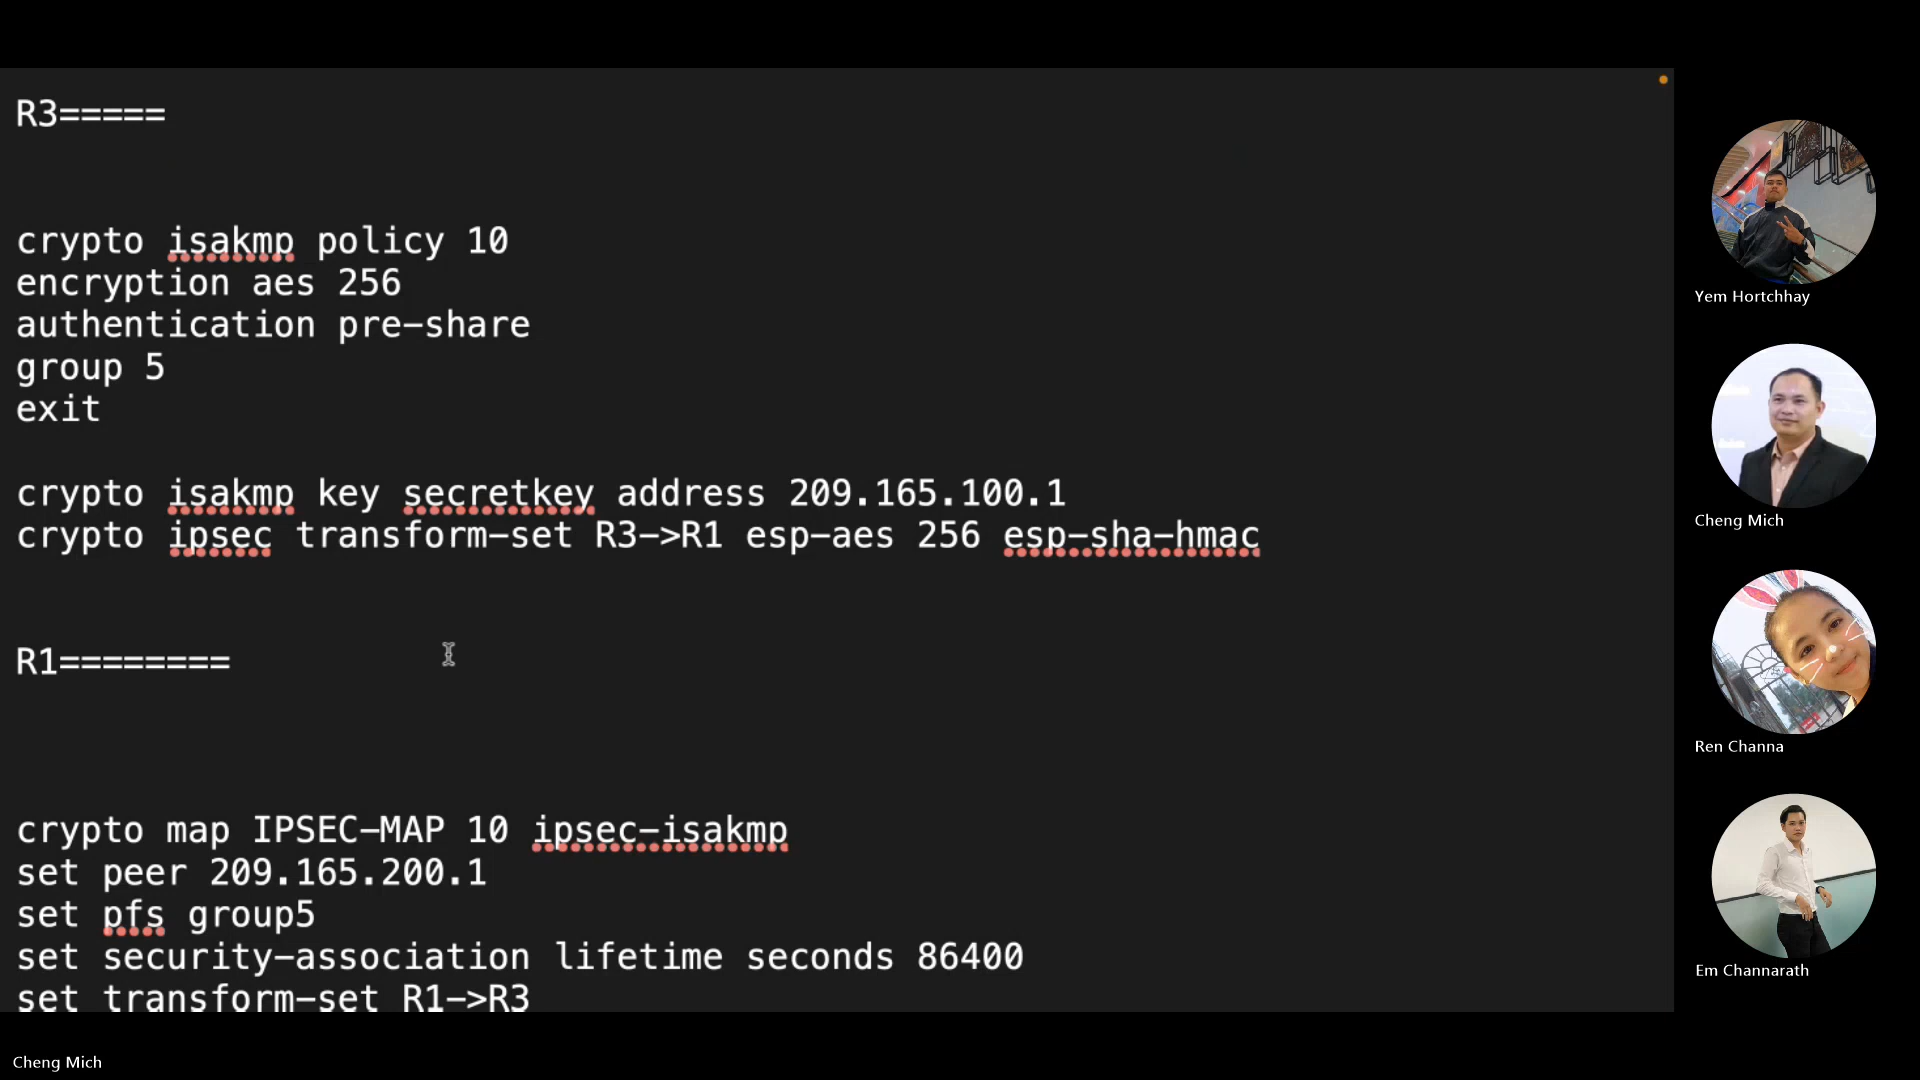 R3=====
crypto isakmp policy 10
encryption aes 256
authentication pre-share
group 5
exit
crypto isakmp key secretkey address 209.165.100.1
crypto ipsec transform-set R3->R1 esp-aes 256 esp-sha-hmac
R1========
crypto map IPSEC-MAP 10 ipsec-isakmp
set peer 209.165.200.1
set pfs group5
set security-association lifetime seconds 86400
set transform-set R1->R3
Yem Hortchhay
Cheng Mich
Ren Channa
Em Channarath
Cheng Mich